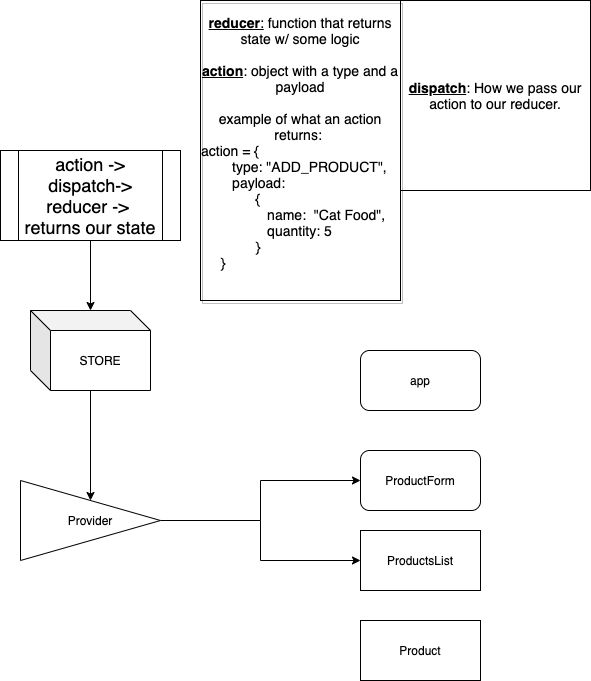 reducer: function that returns
state w/ some logic
action: object with a type and a
payload
example of what an action
returns:
action = {
type: "ADD_PRODUCT",
payload:
{
name:  "Cat Food",
quantity: 5
}
}
dispatch: How we pass our
action to our reducer.
action ->
dispatch->
reducer ->
returns our state
STORE
app
ProductForm
Provider
ProductsList
Product